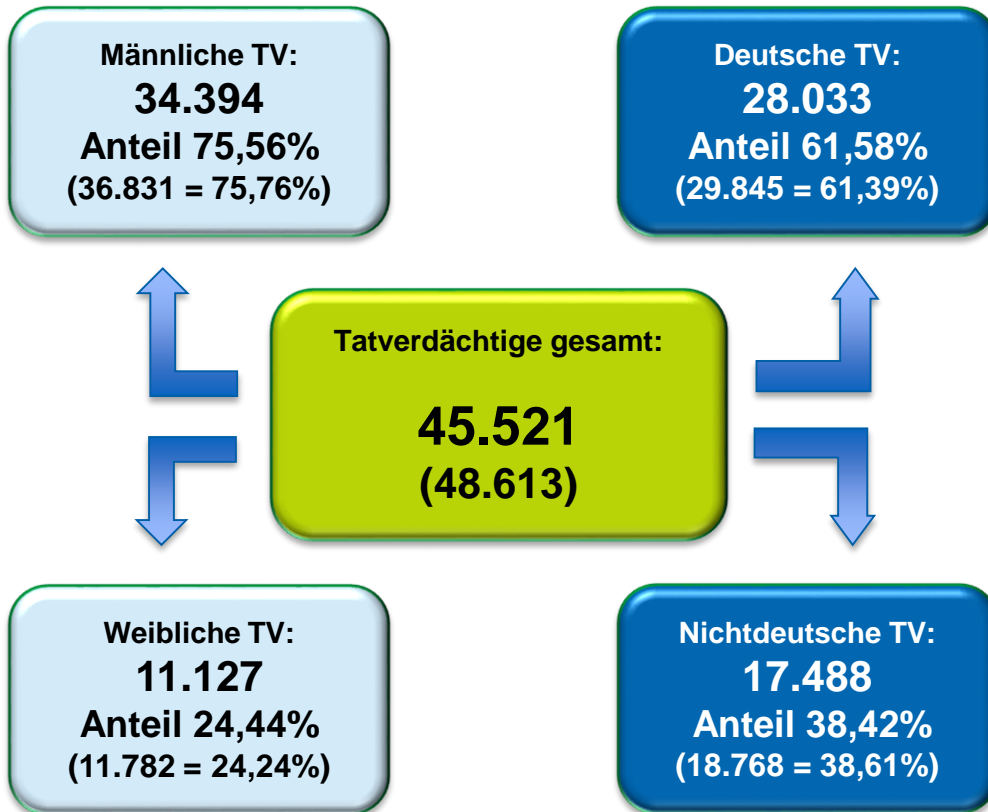 Männliche TV:
34.394
Anteil 75,56%
(36.831 = 75,76%)
Deutsche TV:
28.033
Anteil 61,58%
(29.845 = 61,39%)
Tatverdächtige gesamt:
45.521
(48.613)
Weibliche TV:
11.127
Anteil 24,44%
(11.782 = 24,24%)
Nichtdeutsche TV:
17.488
Anteil 38,42%
(18.768 = 38,61%)